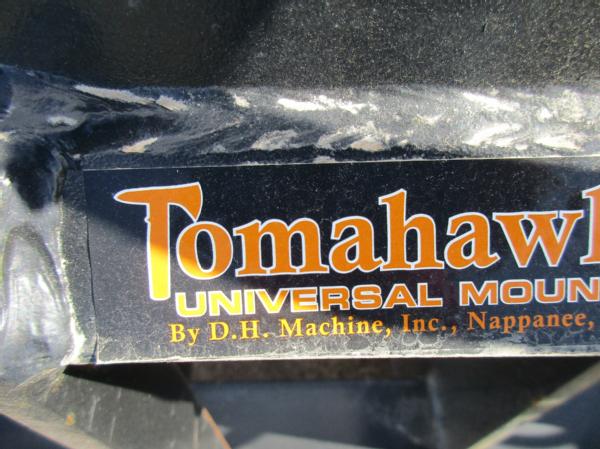 Tomahawk
UNIVERSAL MOUN
By D.H. Machine, Inc., Nappanee,